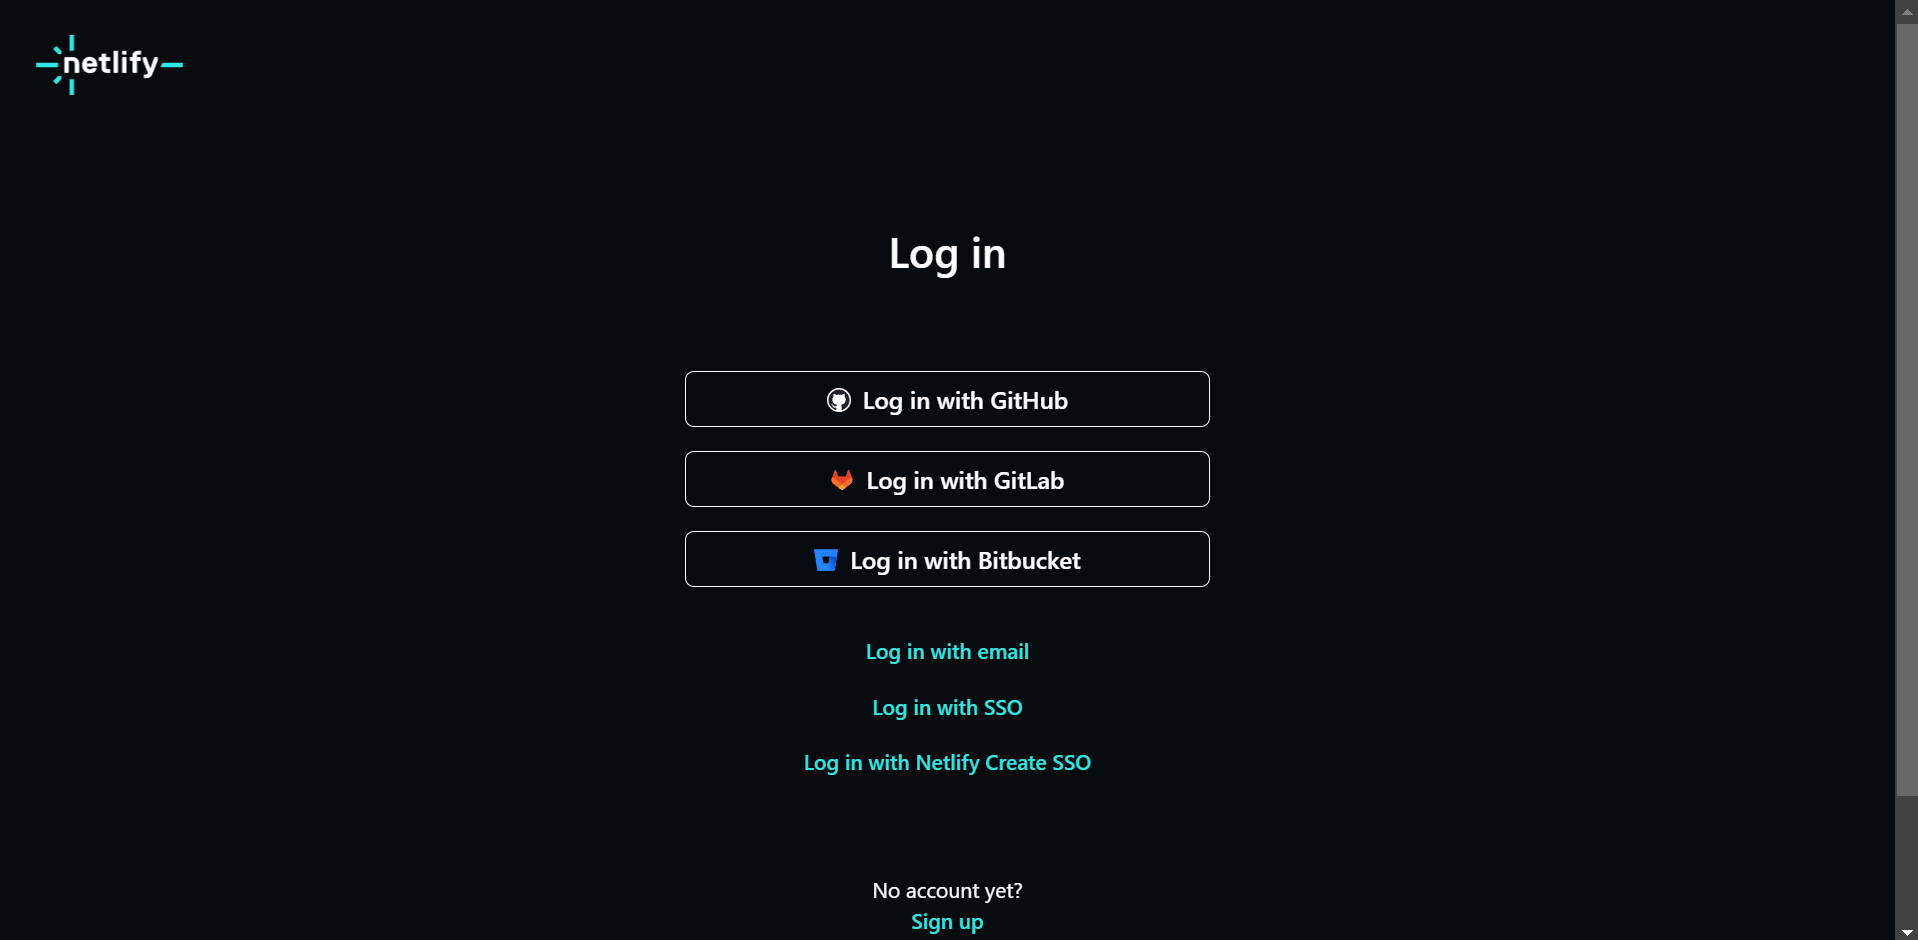 netlify
Log in
Log in with GitHub
Log in with GitLab
Log in with Bitbucket
Log in with email
Log in with SSO
Log in with Netlify Create SSO
No account yet?
Sign up